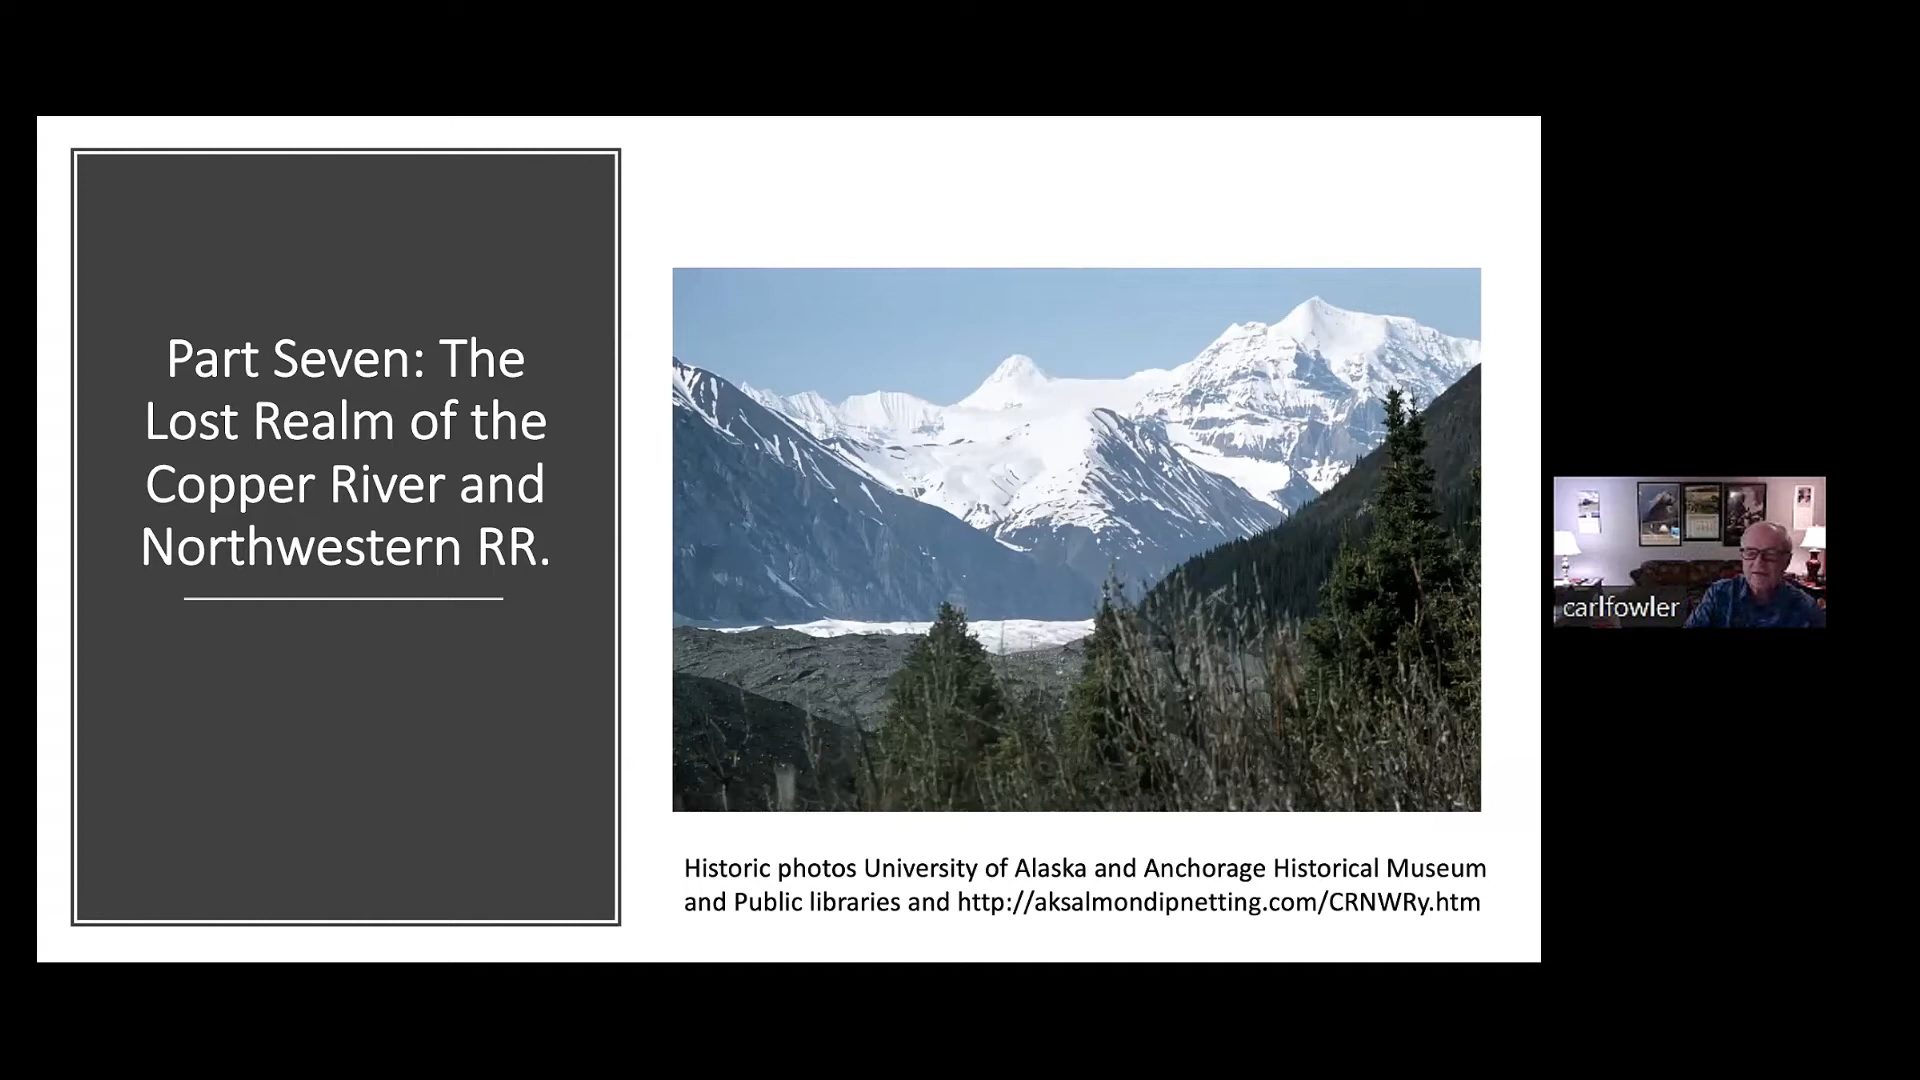 Part Seven: The
Lost Realm of the
Copper River and
Northwestern RR.
Historic photos University of Alaska and Anchorage Historical Museum
and Public libraries and http://aksalmondipnetting.com/CRNWRy.htm
carlfowler